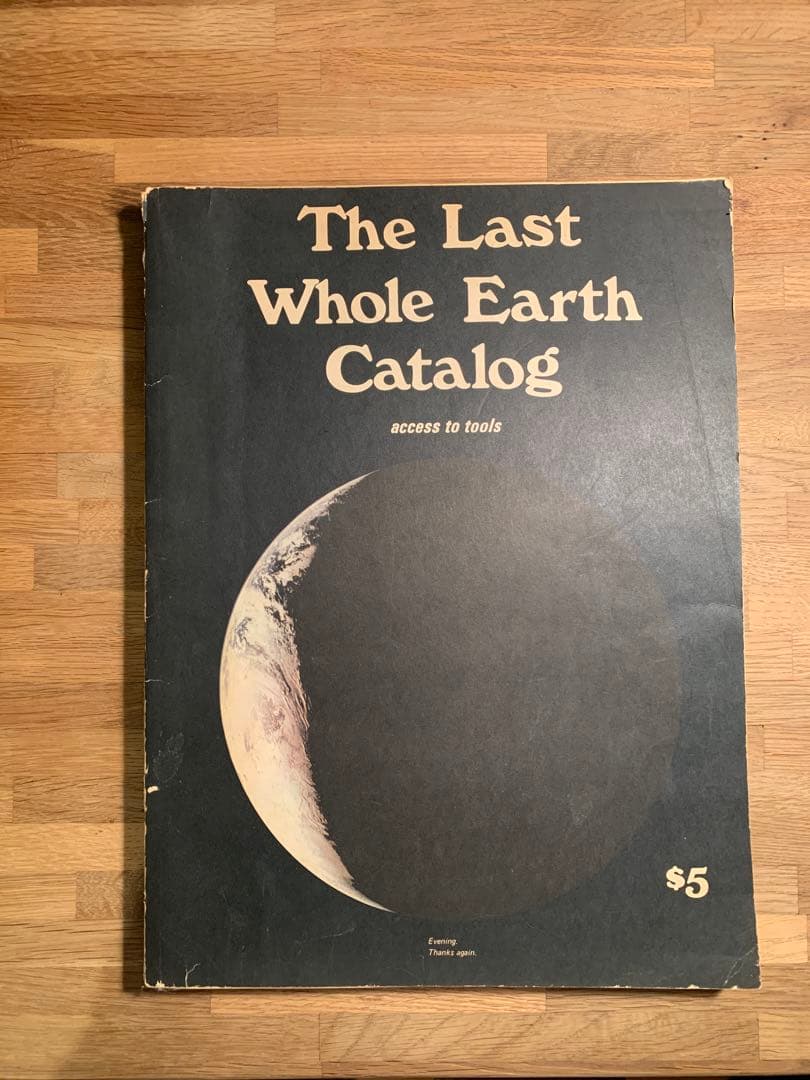 The Last
Whole Earth
Catalog
access to tools
$5
Evening.
Thanks again.